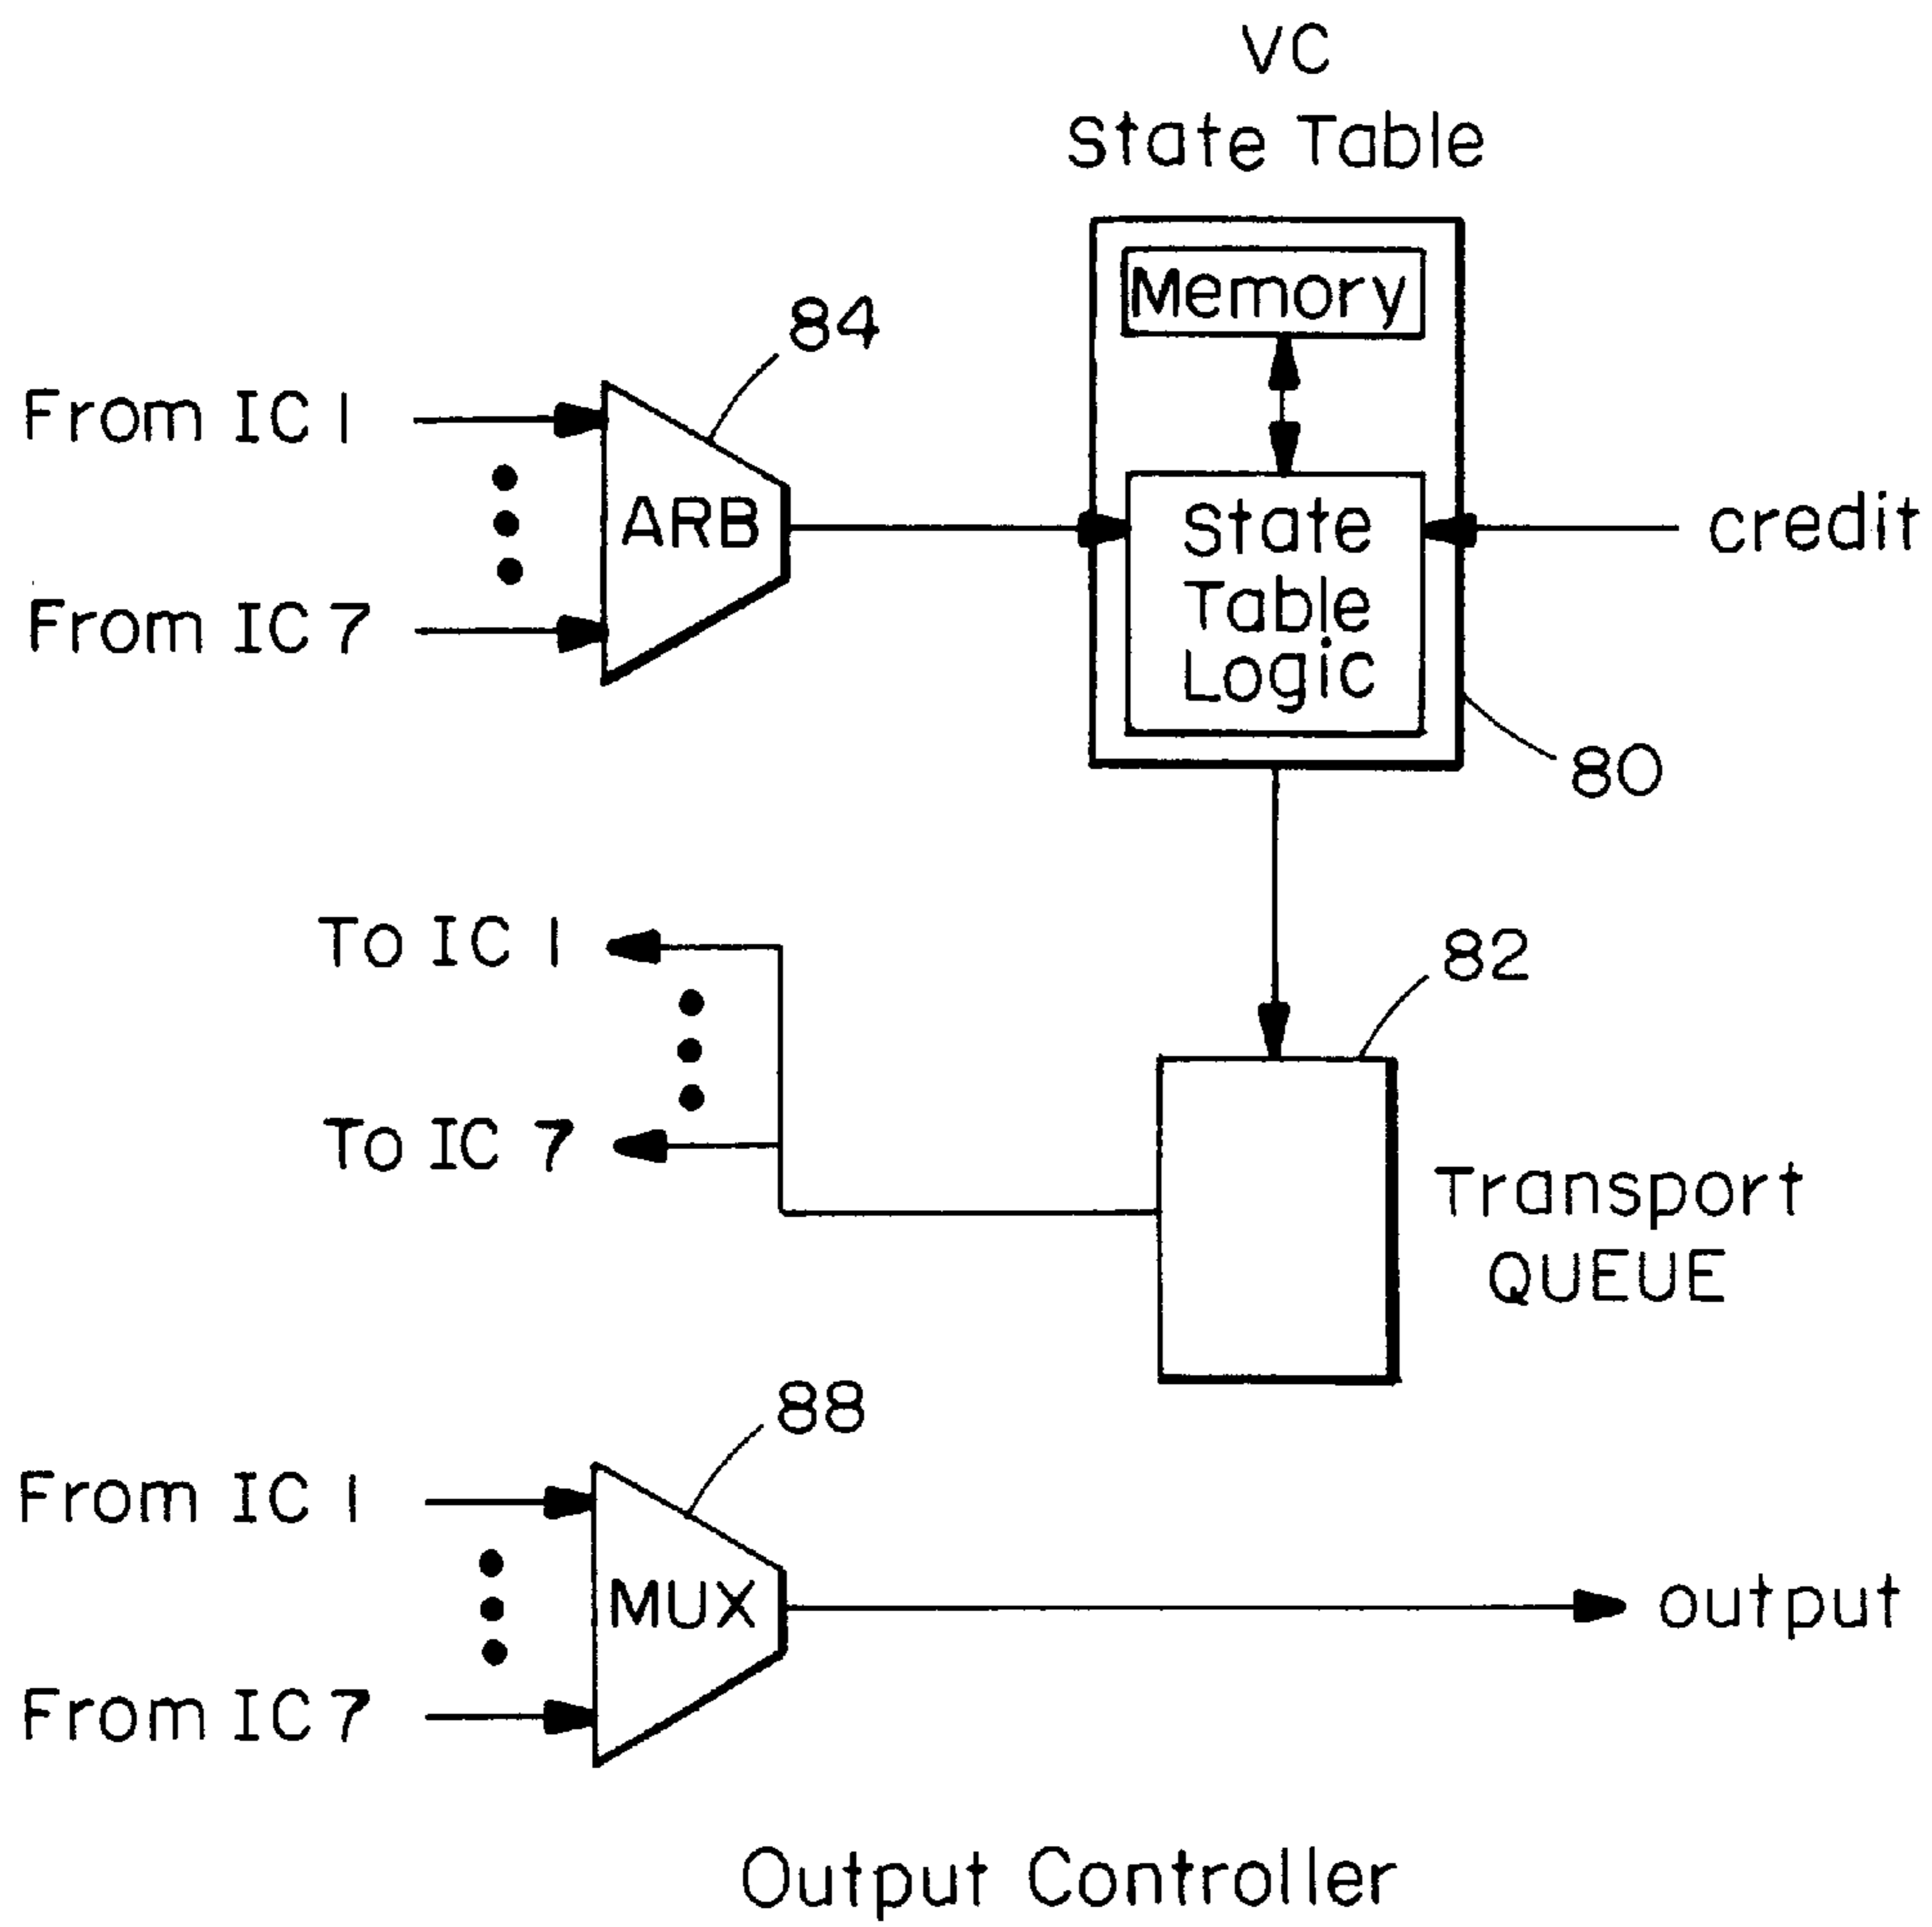 VC
State Table
Memory
84
From IC 1
ARB
State
Table
Logic
credit
From IC 7
80
To IC 1
82
To IC 7
Transport
QUEUE
88
From IC 1
MUX
output
From IC 7
Output Controller